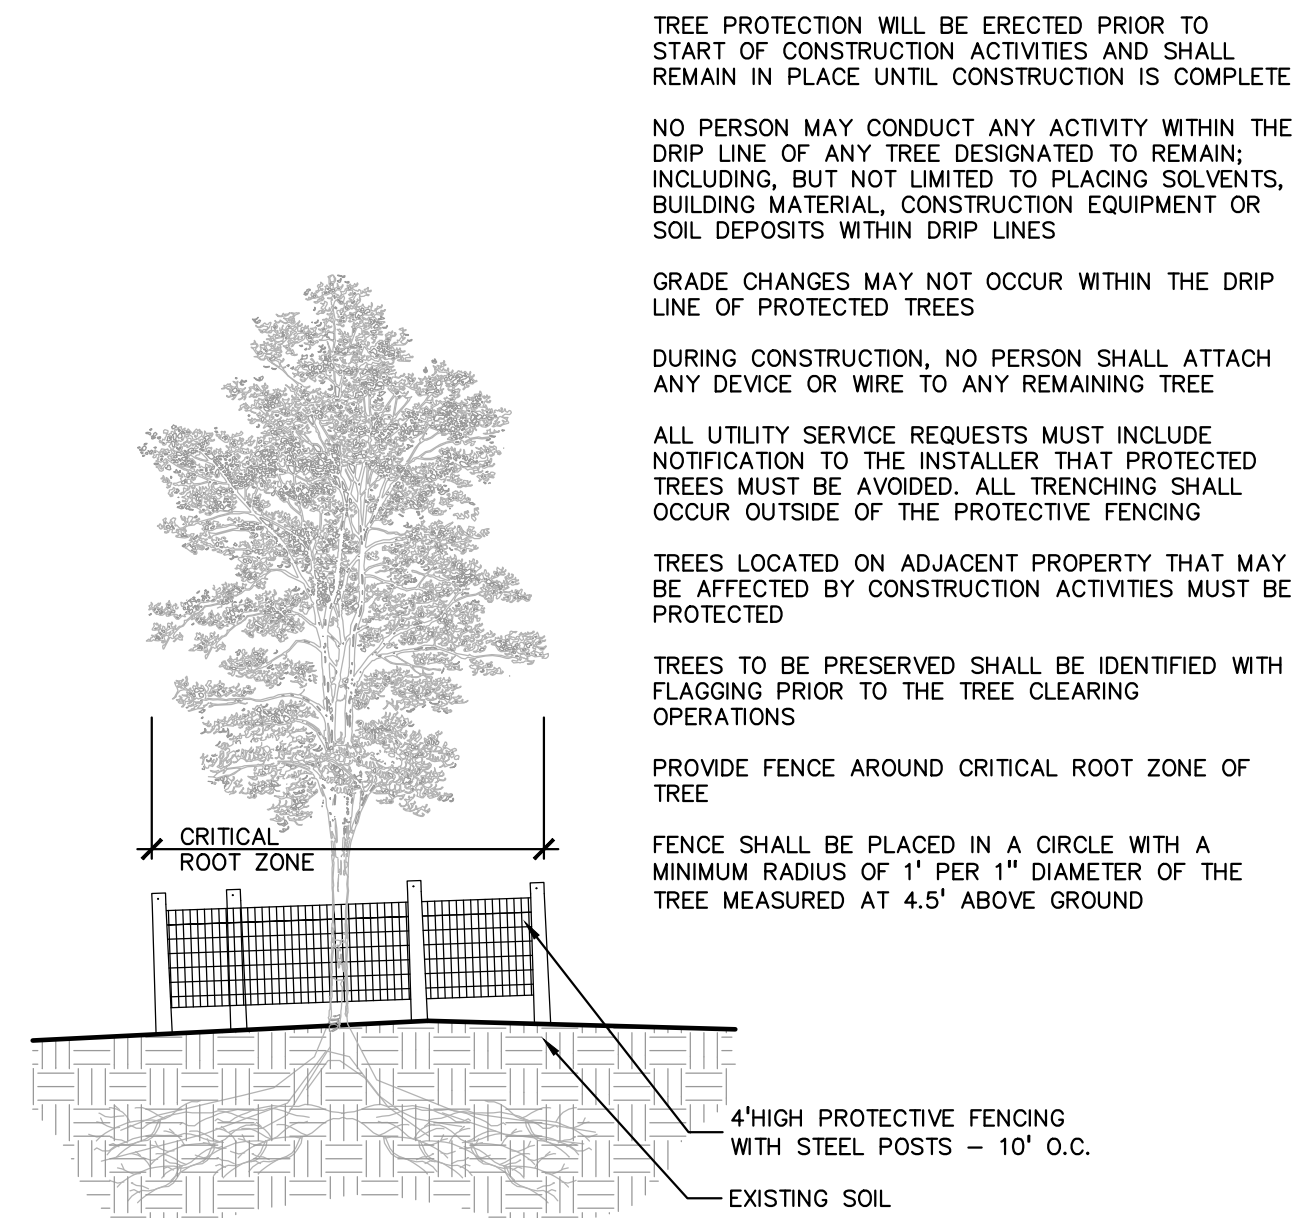 TREE PROTECTION WILL BE ERECTED PRIOR TO
START OF CONSTRUCTION ACTIVITIES AND SHALL
REMAIN IN PLACE UNTIL CONSTRUCTION IS COMPLETE
NO PERSON MAY CONDUCT ANY ACTIVITY WITHIN THE
DRIP LINE OF ANY TREE DESIGNATED TO REMAIN;
INCLUDING, BUT NOT LIMITED TO PLACING SOLVENTS,
BUILDING MATERIAL, CONSTRUCTION EQUIPMENT OR
SOIL DEPOSITS WITHIN DRIP LINES
GRADE CHANGES MAY NOT OCCUR WITHIN THE DRIP
LINE OF PROTECTED TREES
DURING CONSTRUCTION, NO PERSON SHALL ATTACH
ANY DEVICE OR WIRE TO ANY REMAINING TREE
ALL UTILITY SERVICE REQUESTS MUST INCLUDE
NOTIFICATION TO THE INSTALLER THAT PROTECTED
TREES MUST BE AVOIDED. ALL TRENCHING SHALL
OCCUR OUTSIDE OF THE PROTECTIVE FENCING
TREES LOCATED ON ADJACENT PROPERTY THAT MAY
BE AFFECTED BY CONSTRUCTION ACTIVITIES MUST BE
PROTECTED
TREES TO BE PRESERVED SHALL BE IDENTIFIED WITH
FLAGGING PRIOR TO THE TREE CLEARING
OPERATIONS
PROVIDE FENCE AROUND CRITICAL ROOT ZONE OF
TREE
FENCE SHALL BE PLACED IN A CIRCLE WITH A
MINIMUM RADIUS OF 1' PER 1" DIAMETER OF THE
TREE MEASURED AT 4.5' ABOVE GROUND
CRITICAL
ROOT ZONE
4'HIGH PROTECTIVE FENCING
WITH STEEL POSTS – 10' O.C.
EXISTING SOIL